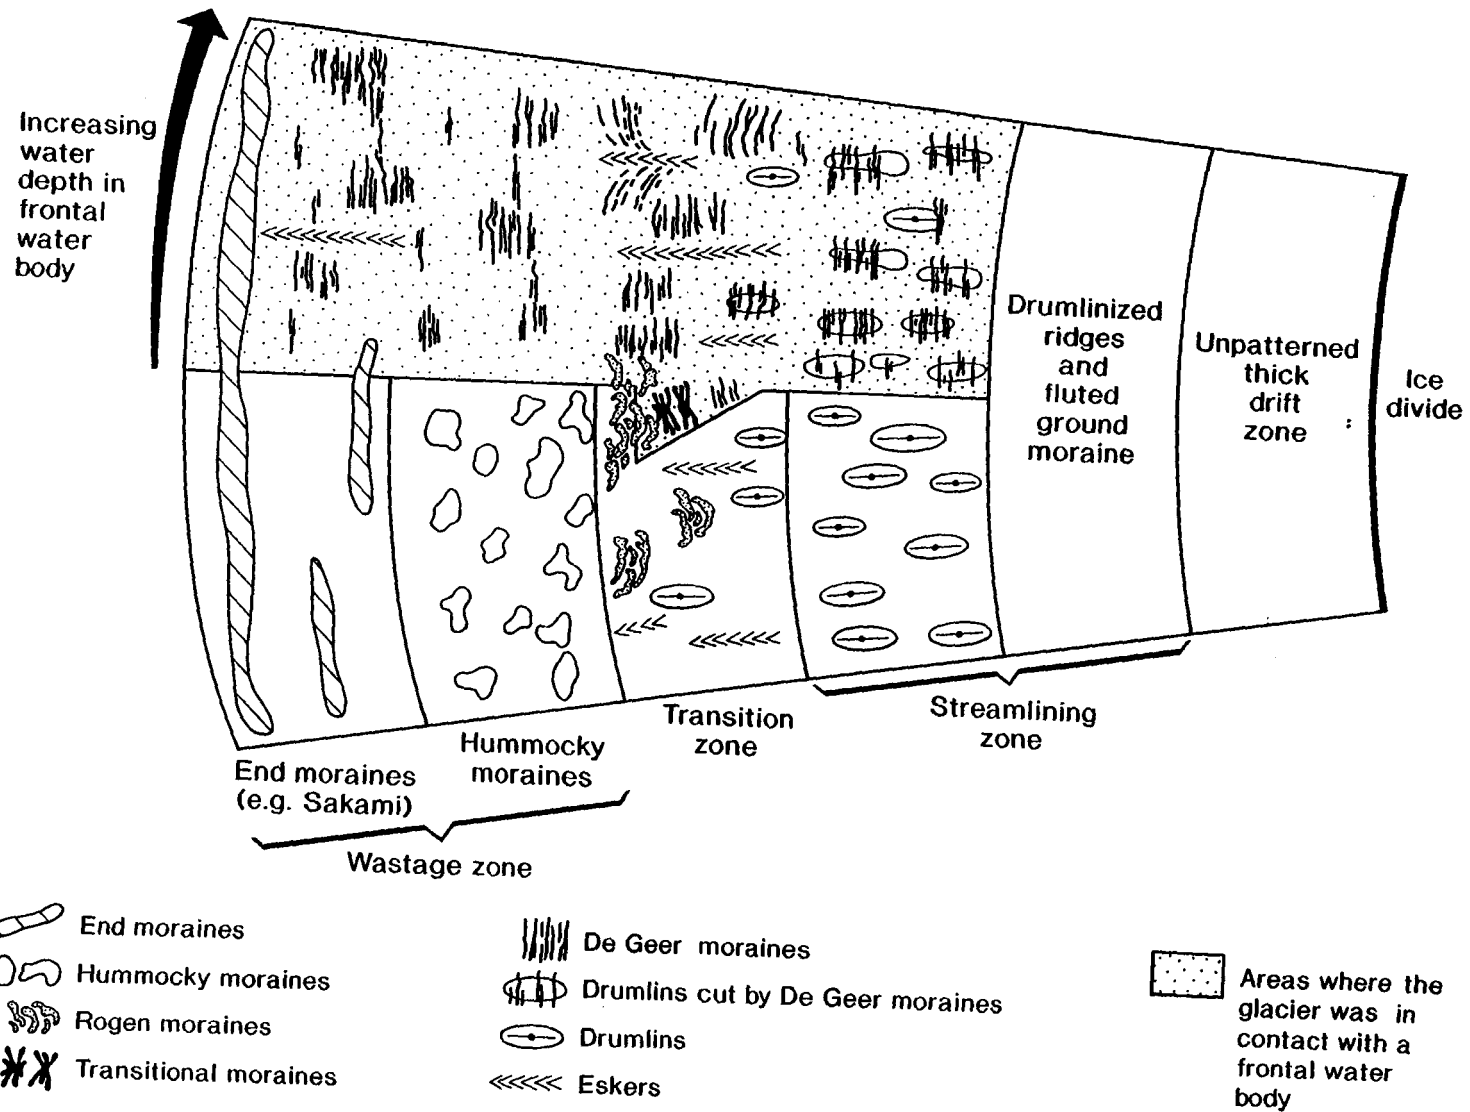 Increasing
water
depth in
frontal
water
body
Drumlinized
ridges
and
fluted
ground
moraine
Unpatterned
thick
drift
zone
Ice
divide
End moraines
(e.g. Sakami)
Hummocky
moraines
Transition
zone
Streamlining
zone
Wastage zone
End moraines
Hummocky moraines
Rogen moraines
Transitional moraines
De Geer moraines
Drumlins cut by De Geer moraines
Drumlins
Eskers
Areas where the
glacier was in
contact with a
frontal water
body